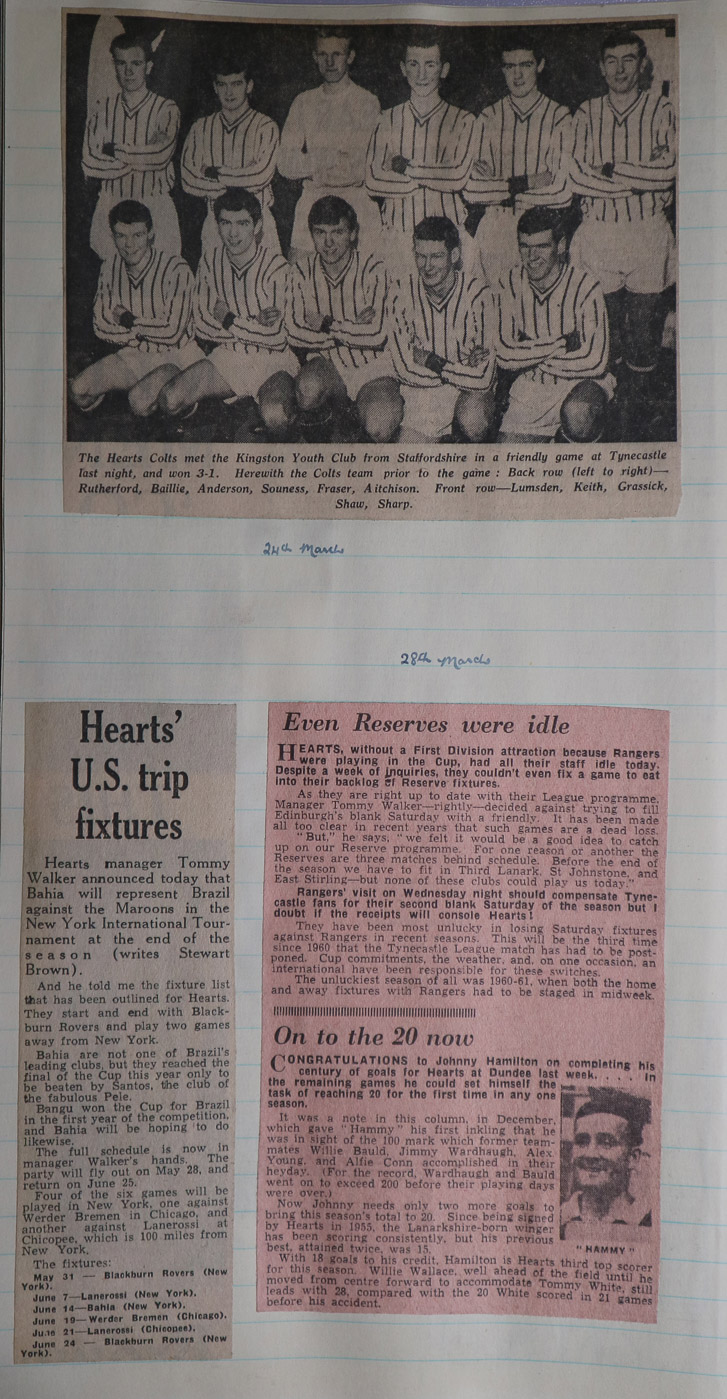 The Hearts Colts met the Kingston Youth Club from Staffordshire in a friendly game at Tynecastle
last night, and won 3-1. Herewith the Colts team prior to the game : Back row (left to right)—
Rutherford, Baillie, Anderson, Souness, Fraser, Aitchison. Front row—Lumsden, Keith, Grassick,
Shaw, Sharp.
24th March
28th March
Hearts'
U.S. trip
fixtures
Hearts manager Tommy
Walker announced today that
Bahia will represent Brazil
against the Maroons in the
New York International Tour-
nament at the end of the
season (writes Stewart
Brown).
And he told me the fixture list
that has been outlined for Hearts.
They start and end with Black-
burn Rovers and play two games
away from New York.
Bahia are not one of Brazil's
leading clubs, but they reached the
final of the Cup this year only to
be beaten by Santos, the club of
the fabulous Pele.
Bangu won the Cup for Brazil
in the first year of the competition,
and Bahia will be hoping to do
likewise.
The full schedule is now in
manager Walker's hands. The
party will fly out on May 28, and
return on June 25.
Four of the six games will be
played in New York, one against
Werder Bremen in Chicago, and
another against Lanerossi at
Chicopee, which is 100 miles from
New York.
The fixtures:
May 31 — Blackburn Rovers (New
York).
June 7—Lanerossi (New York).
June 14—Bahia (New York).
June 19—Werder Bremen (Chicago).
June 21—Lanerossi (Chicopee).
June 24 — Blackburn Rovers (New
York).
Even Reserves were idle
HEARTS, without a First Division attraction because Rangers
were playing in the Cup, had all their staff idle today.
Despite a week of inquiries, they couldn't even fix a game to eat
into their backlog of Reserve fixtures.
As they are right up to date with their League programme,
Manager Tommy Walker—rightly—decided against trying to fill
Edinburgh's blank Saturday with a friendly. It has been made
all too clear in recent years that such games are a dead loss.
"But," he says, "we felt it would be a good idea to catch
up on our Reserve programme. For one reason or another the
Reserves are three matches behind schedule. Before the end of
the season we have to fit in Third Lanark, St Johnstone, and
East Stirling—but none of these clubs could play us today."
Rangers' visit on Wednesday night should compensate Tyne-
castle fans for their second blank Saturday of the season but I
doubt if the receipts will console Hearts!
They have been most unlucky in losing Saturday fixtures
against Rangers in recent seasons. This will be the third time
since 1960 that the Tynecastle League match has had to be post-
poned. Cup commitments, the weather, and, on one occasion, an
international have been responsible for these switches.
The unluckiest season of all was 1960-61, when both the home
and away fixtures with Rangers had to be staged in midweek.
On to the 20 now
CONGRATULATIONS to Johnny Hamilton on completing his
century of goals for Hearts at Dundee last week. . . . In
the remaining games he could set himself the
task of reaching 20 for the first time in any one
season.
It was a note in this column, in December,
which gave "Hammy" his first inkling that he
was in sight of the 100 mark which former team-
mates Willie Bauld, Jimmy Wardhaugh, Alex
Young, and Alfie Conn accomplished in their
heyday. (For the record, Wardhaugh and Bauld
went on to exceed 200 before their playing days
were over.)
Now Johnny needs only two more goals to
bring this season's total to 20. Since being signed
by Hearts in 1955, the Lanarkshire-born winger
has been scoring consistently, but his previous
best, attained twice, was 15.
"HAMMY"
With 18 goals to his credit, Hamilton is Hearts third top scorer
for this season. Willie Wallace, well ahead of the field until he
moved from centre forward to accommodate Tommy White, still
leads with 28, compared with the 20 White scored in 21 games
before his accident.